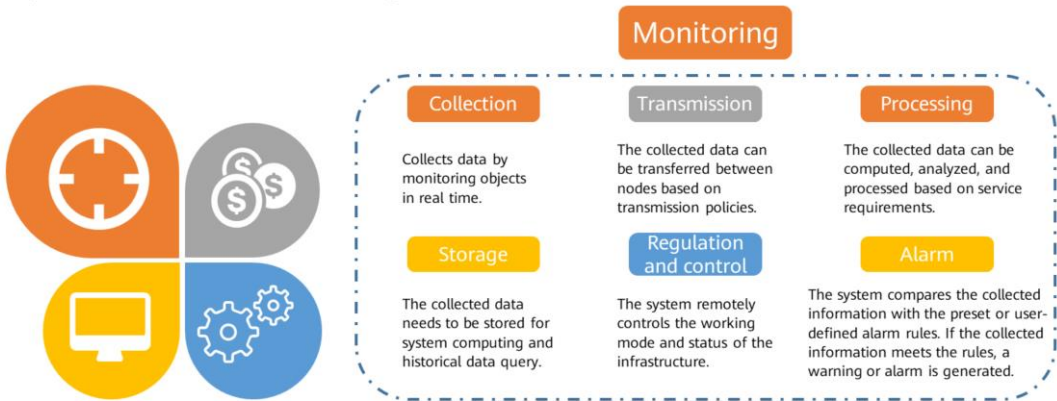 Monitoring
Collection
Collects data by
monitoring objects
in real time.
Transmission
The collected data can
be transferred between
nodes based on
transmission policies.
Processing
The collected data can be
computed, analyzed, and
processed based on service
requirements.
Storage
The collected data
needs to be stored for
system computing and
historical data query.
Regulation
and control
The system remotely
controls the working
mode and status of the
infrastructure.
Alarm
The system compares the collected
information with the preset or user-
defined alarm rules. If the collected
information meets the rules, a
warning or alarm is generated.
$
$
$